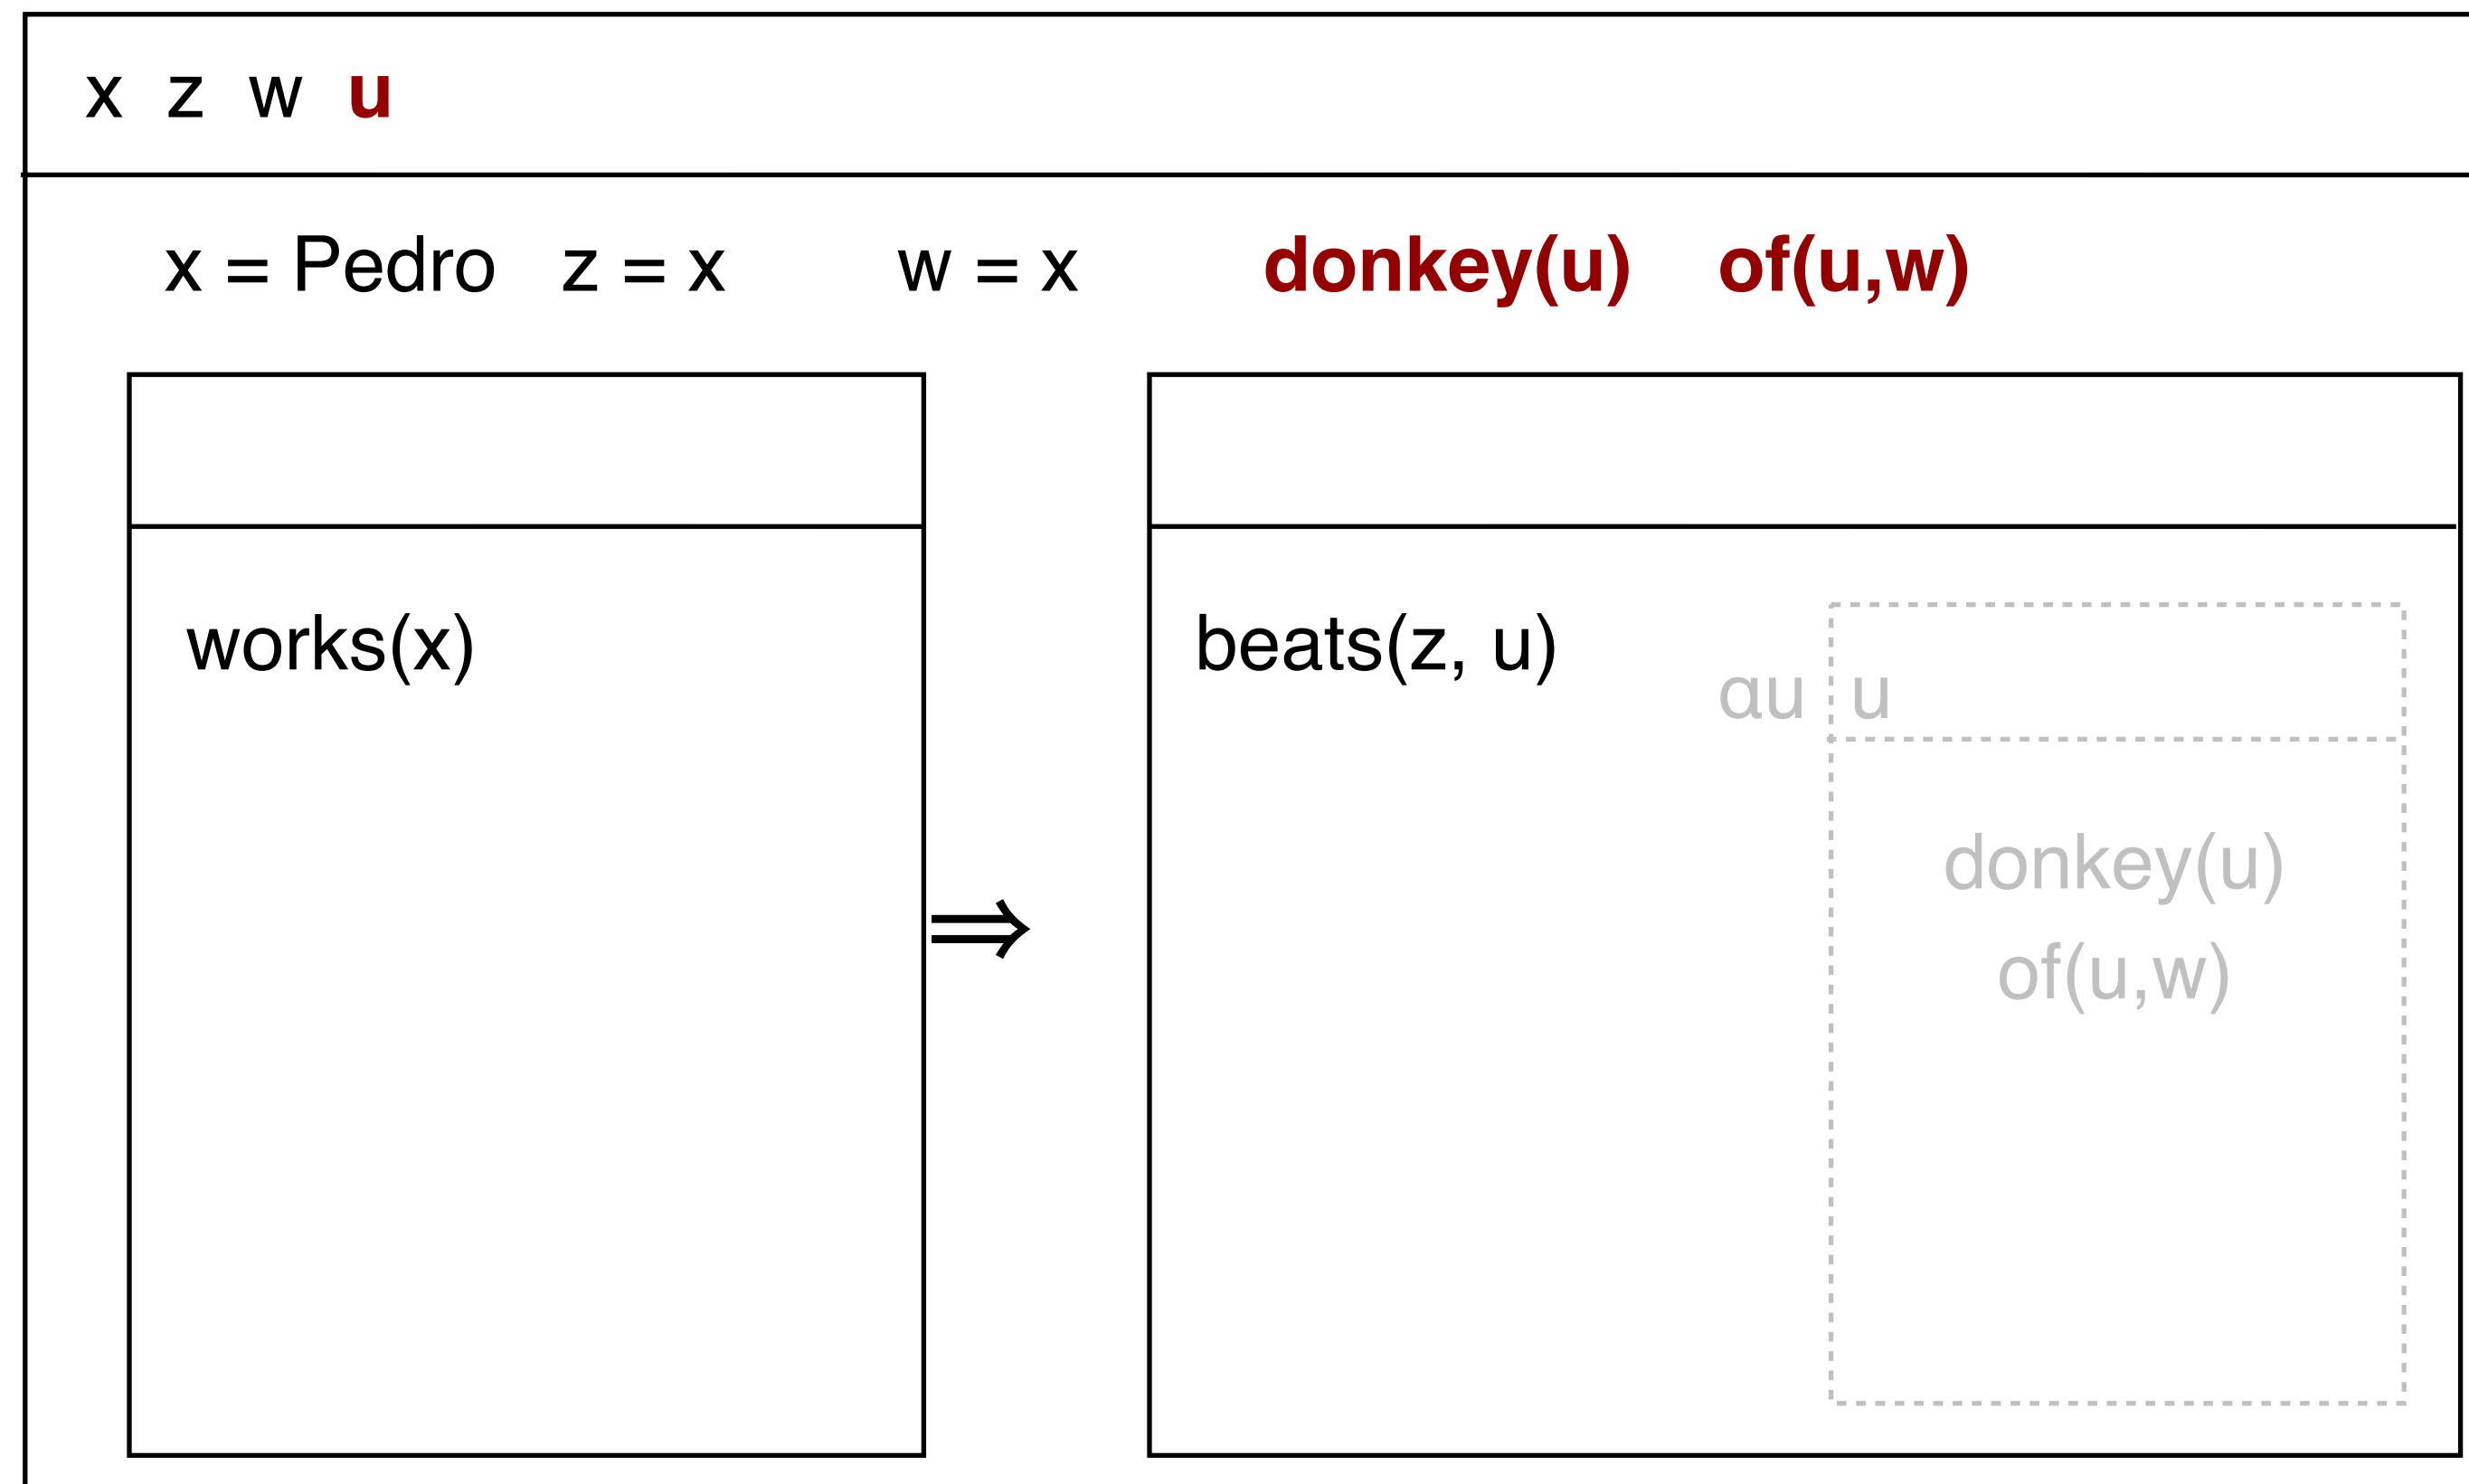 x z w u
x = Pedro z = x w = x donkey(u) of(u,w)
works(x)
beats(z, u)
αu u
donkey(u)
of(u,w)
⇒